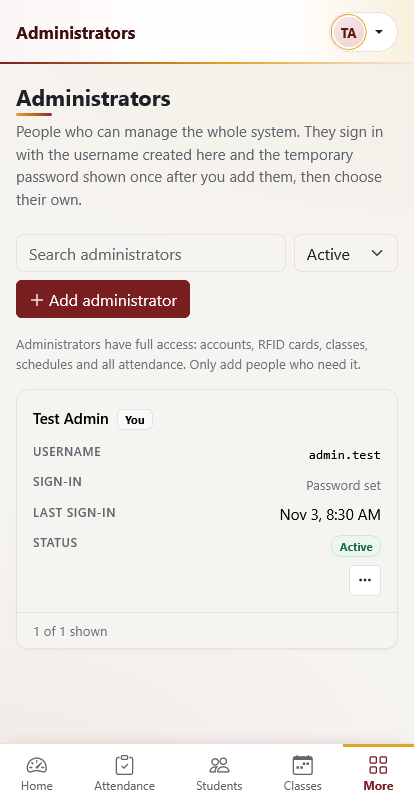 Administrators
TA
Administrators
People who can manage the whole system. They sign in
with the username created here and the temporary
password shown once after you add them, then choose
their own.
Search administrators
Active
+ Add administrator
Administrators have full access: accounts, RFID cards, classes,
schedules and all attendance. Only add people who need it.
Test Admin You
USERNAME admin.test
SIGN-IN Password set
LAST SIGN-IN Nov 3, 8:30 AM
STATUS Active
...
1 of 1 shown
Home Attendance Students Classes More